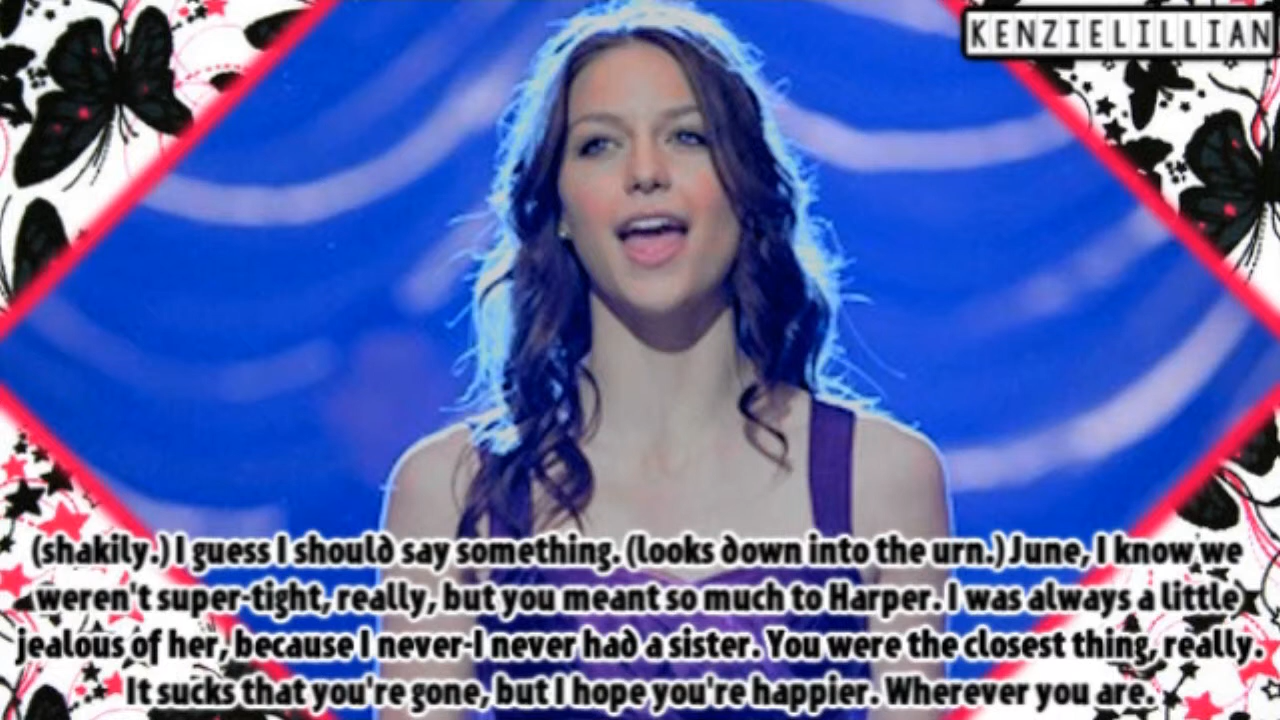 KENZIELILLIAN
(shakily.) I guess I should say something. (looks down into the urn.) June, I know we
weren't super-tight, really, but you meant so much to Harper. I was always a little
jealous of her, because I never-I never had a sister. You were the closest thing, really.
It sucks that you're gone, but I hope you're happier. Wherever you are.